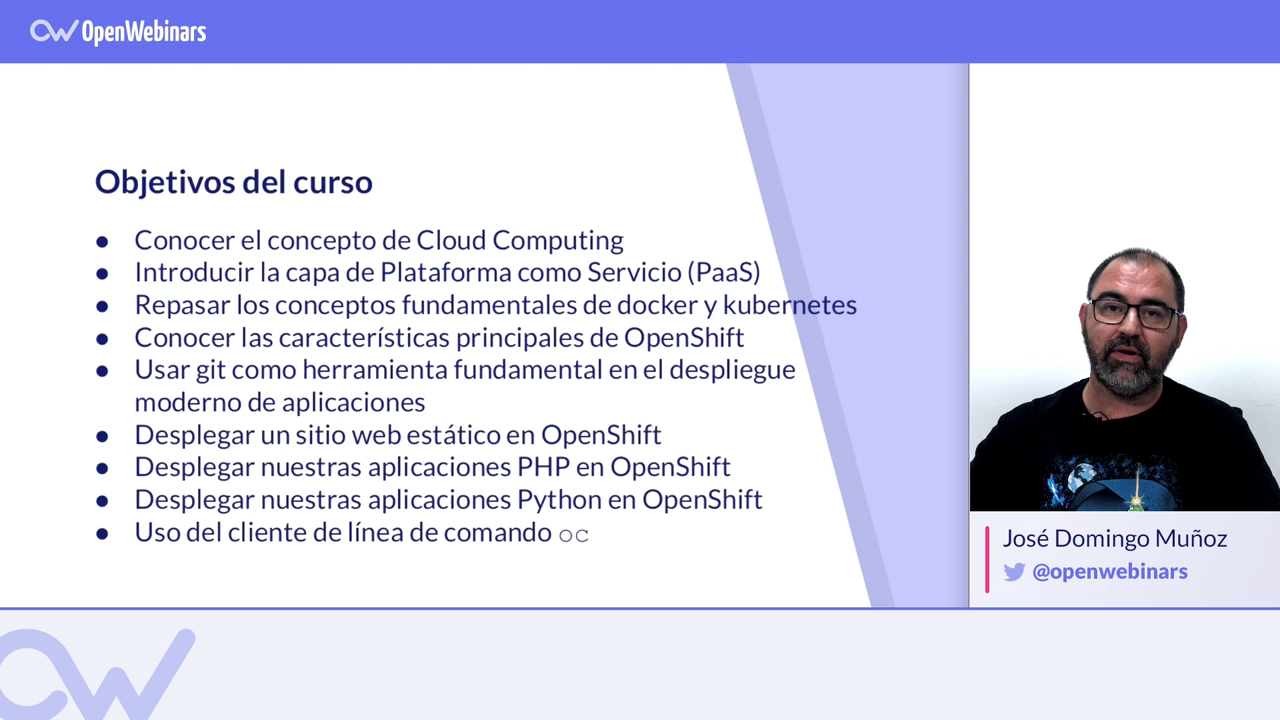 OpenWebinars
Objetivos del curso
● Conocer el concepto de Cloud Computing
● Introducir la capa de Plataforma como Servicio (PaaS)
● Repasar los conceptos fundamentales de docker y kubernetes
● Conocer las características principales de OpenShift
● Usar git como herramienta fundamental en el despliegue
moderno de aplicaciones
● Desplegar un sitio web estático en OpenShift
● Desplegar nuestras aplicaciones PHP en OpenShift
● Desplegar nuestras aplicaciones Python en OpenShift
● Uso del cliente de línea de comando oc
José Domingo Muñoz
@openwebinars